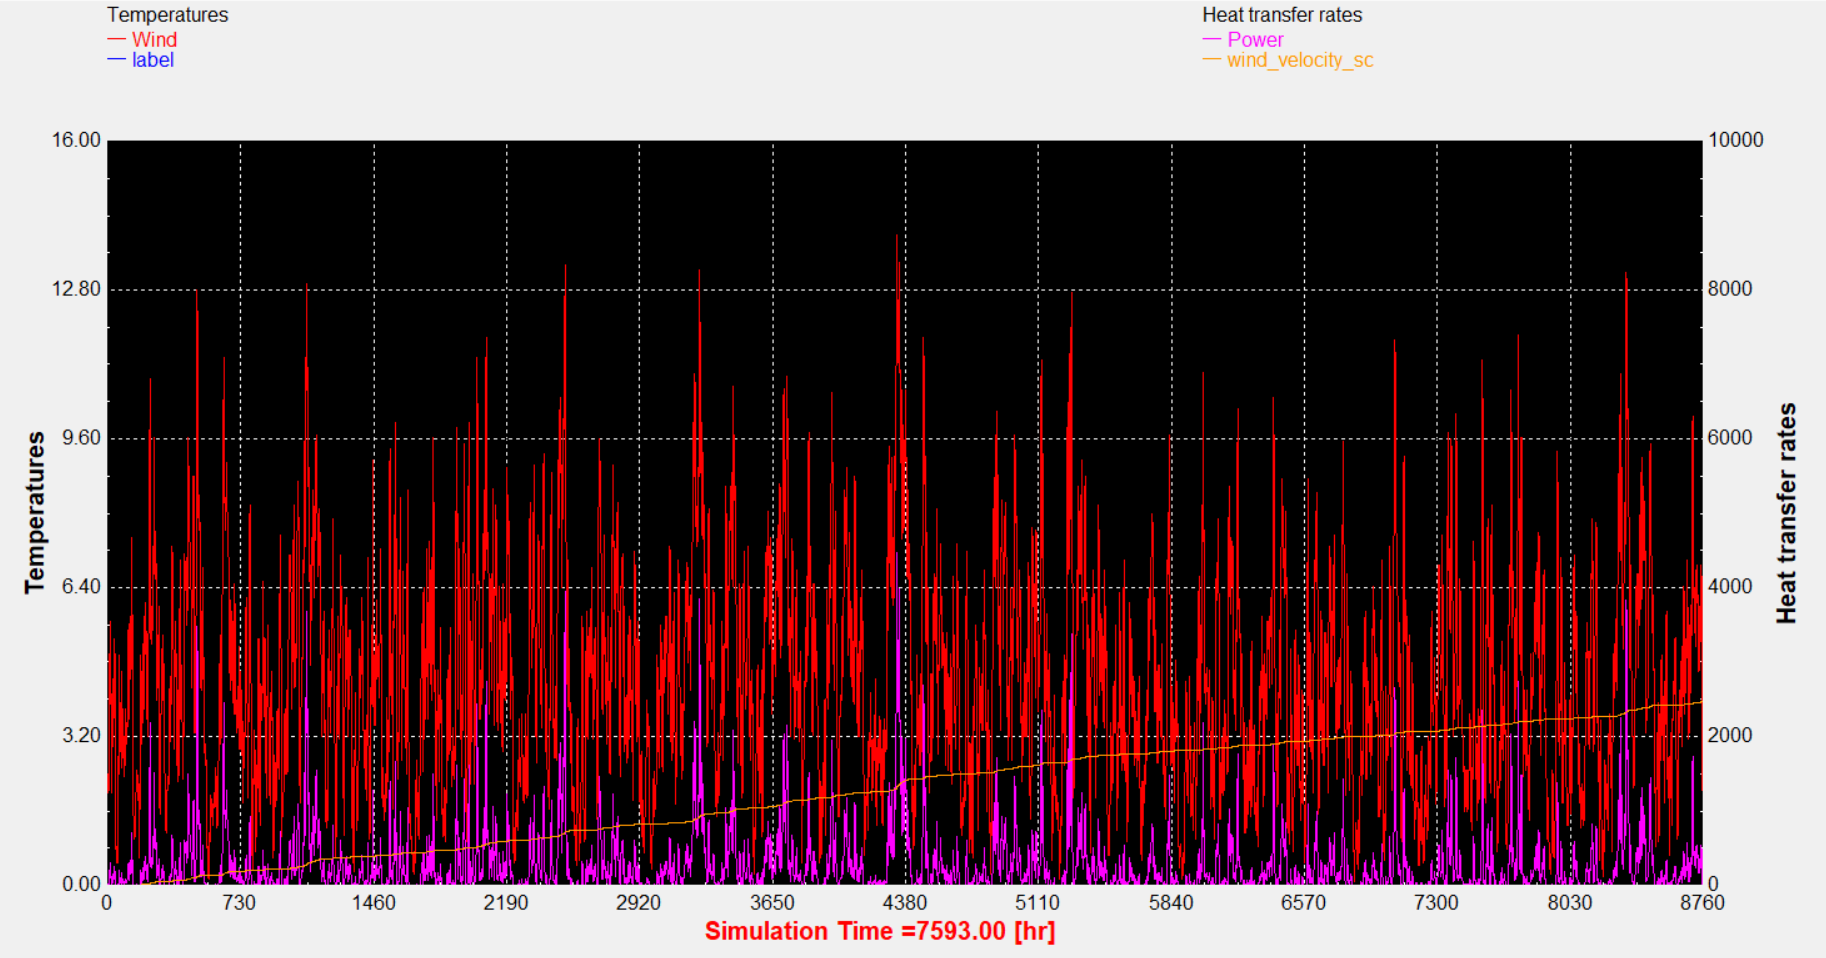 Temperatures
Wind
label
Heat transfer rates
Power
wind_velocity_sc
16.00
12.80
9.60
6.40
3.20
0.00
Temperatures
10000
8000
6000
4000
2000
0
Heat transfer rates
0 730 1460 2190 2920 3650 4380 5110 5840 6570 7300 8030 8760
Simulation Time =7593.00 [hr]